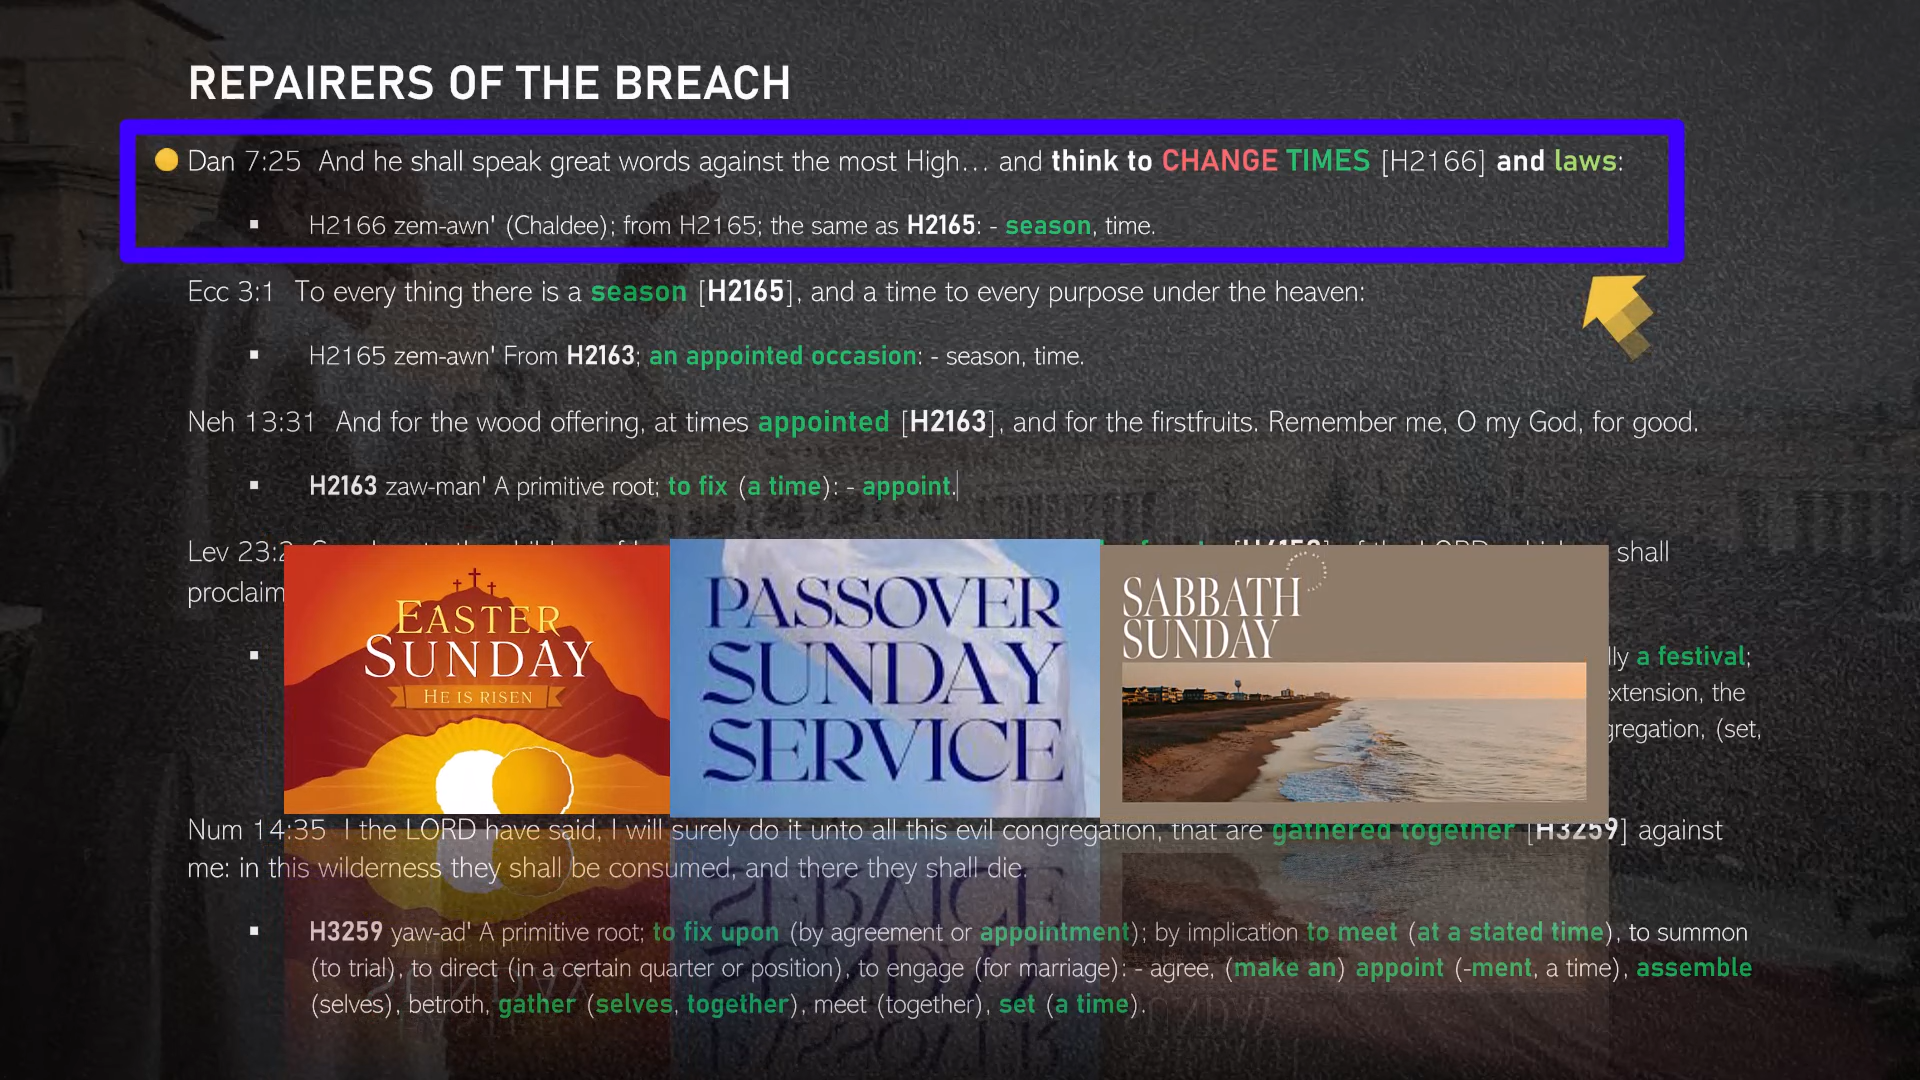 REPAIRERS OF THE BREACH
Dan 7:25 And he shall speak great words against the most High… and think to CHANGE TIMES [H2166] and laws:
▪ H2166 zem-awn' (Chaldee); from H2165; the same as H2165: - season, time.
Ecc 3:1 To every thing there is a season [H2165], and a time to every purpose under the heaven:
▪ H2165 zem-awn' From H2163; an appointed occasion: - season, time.
Neh 13:31 And for the wood offering, at times appointed [H2163], and for the firstfruits. Remember me, O my God, for good.
▪ H2163 zaw-man' A primitive root; to fix (a time): - appoint.
Lev 23:2 shall
proclaim
EASTER
SUNDAY
HE IS RISEN
PASSOVER
SUNDAY
SERVICE
SABBATH
SUNDAY
a festival;
extension, the
(set,
Num 14:35 I the LORD have said, I will surely do it unto all this evil congregation, that are gathered together [H3259] against
me: in this wilderness they shall be consumed, and there they shall die.
▪ H3259 yaw-ad' A primitive root; to fix upon (by agreement or appointment); by implication to meet (at a stated time), to summon
(to trial), to direct (in a certain quarter or position), to engage (for marriage): - agree, (make an) appoint (-ment, a time), assemble
(selves), betroth, gather (selves, together), meet (together), set (a time).